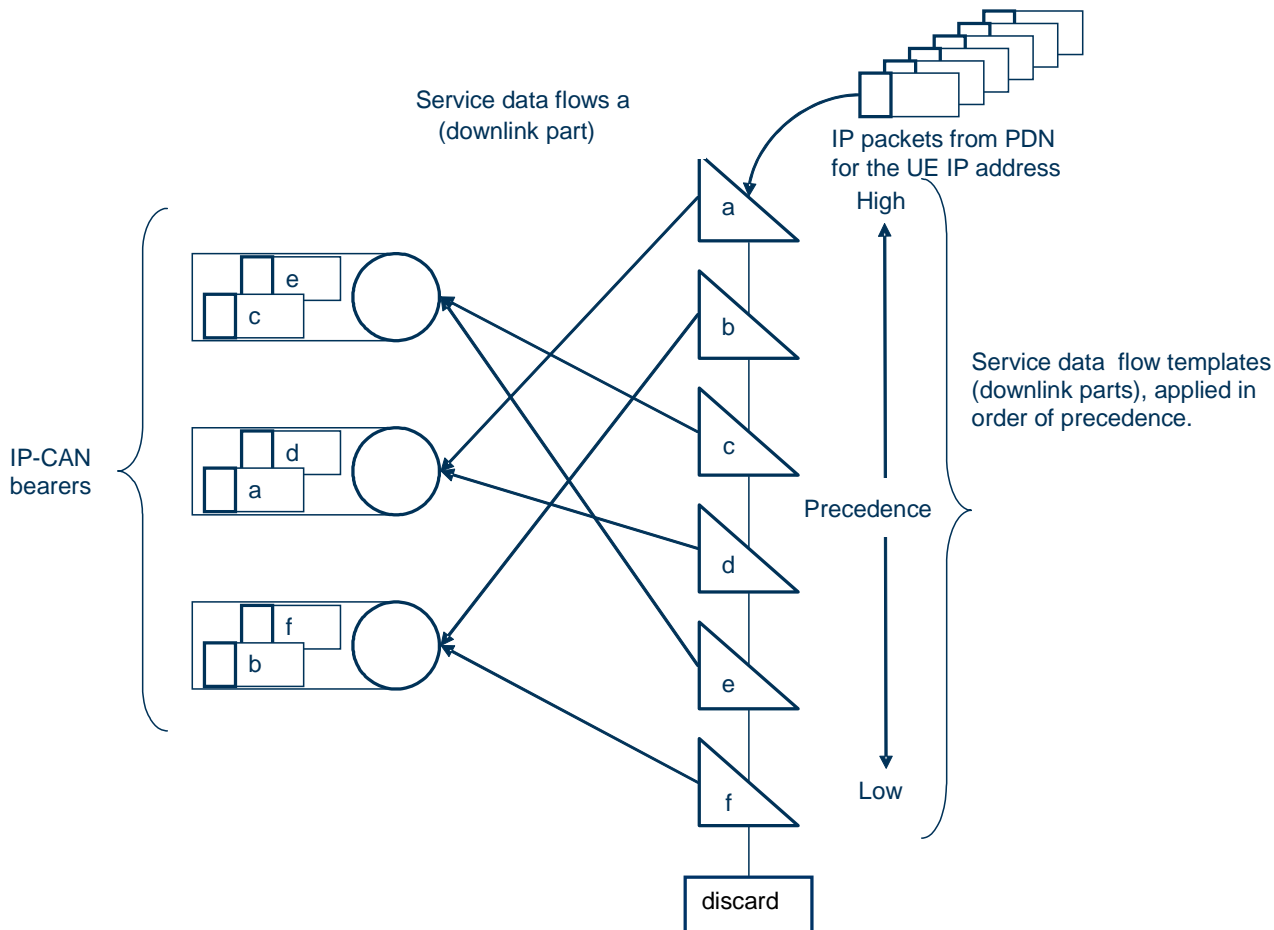 Service data flows a
(downlink part)
IP packets from PDN
for the UE IP address
High
a
e
c
b
Service data flow templates
(downlink parts), applied in
order of precedence.
c
IP-CAN
bearers
d
a
Precedence
d
f
b
e
Low
f
discard